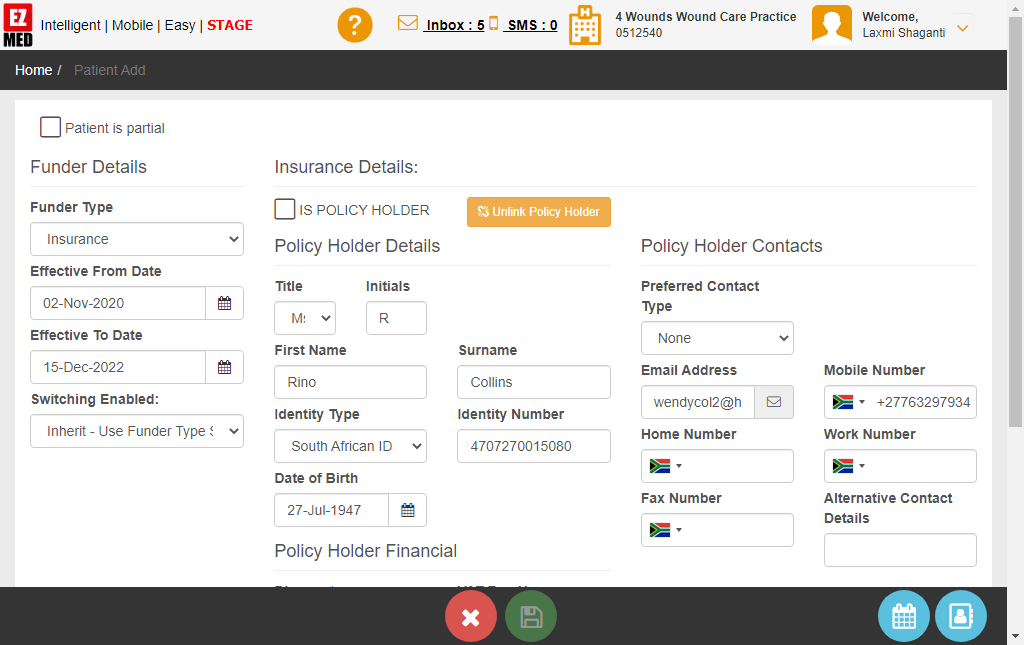 EZ
MED
Intelligent | Mobile | Easy | STAGE
?
Inbox : 5 SMS : 0
H
4 Wounds Wound Care Practice
0512540
Welcome,
Laxmi Shaganti
Home / Patient Add
Patient is partial
Funder Details
Funder Type
Insurance
Effective From Date
02-Nov-2020
Effective To Date
15-Dec-2022
Switching Enabled:
Inherit - Use Funder Type S
Insurance Details:
IS POLICY HOLDER
Unlink Policy Holder
Policy Holder Details
Title Initials
Ms R
First Name Surname
Rino Collins
Identity Type Identity Number
South African ID 4707270015080
Date of Birth
27-Jul-1947
Policy Holder Financial
Policy Holder Contacts
Preferred Contact
Type
None
Email Address Mobile Number
wendycol2@h +27763297934
Home Number Work Number
Fax Number Alternative Contact
Details